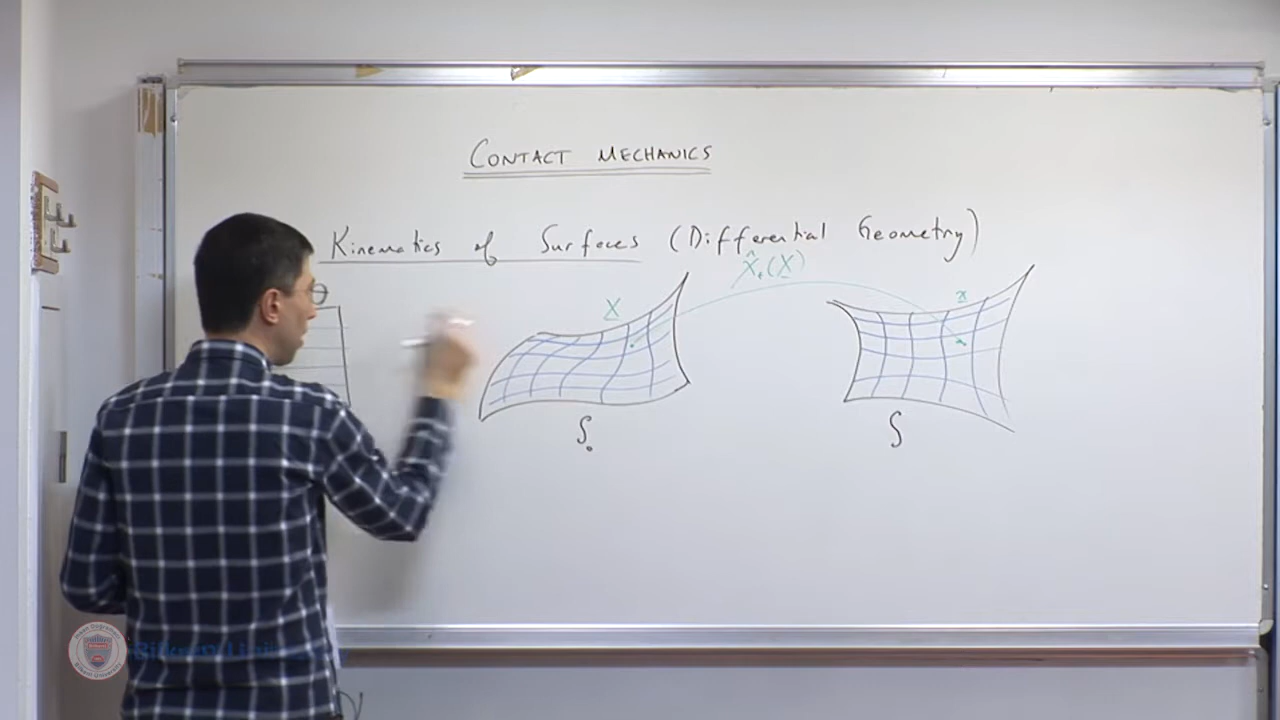 CONTACT MECHANICS
Kinematics of Surfaces (Differential Geometry)
X̂ₜ(X)
X
x
S₀
S